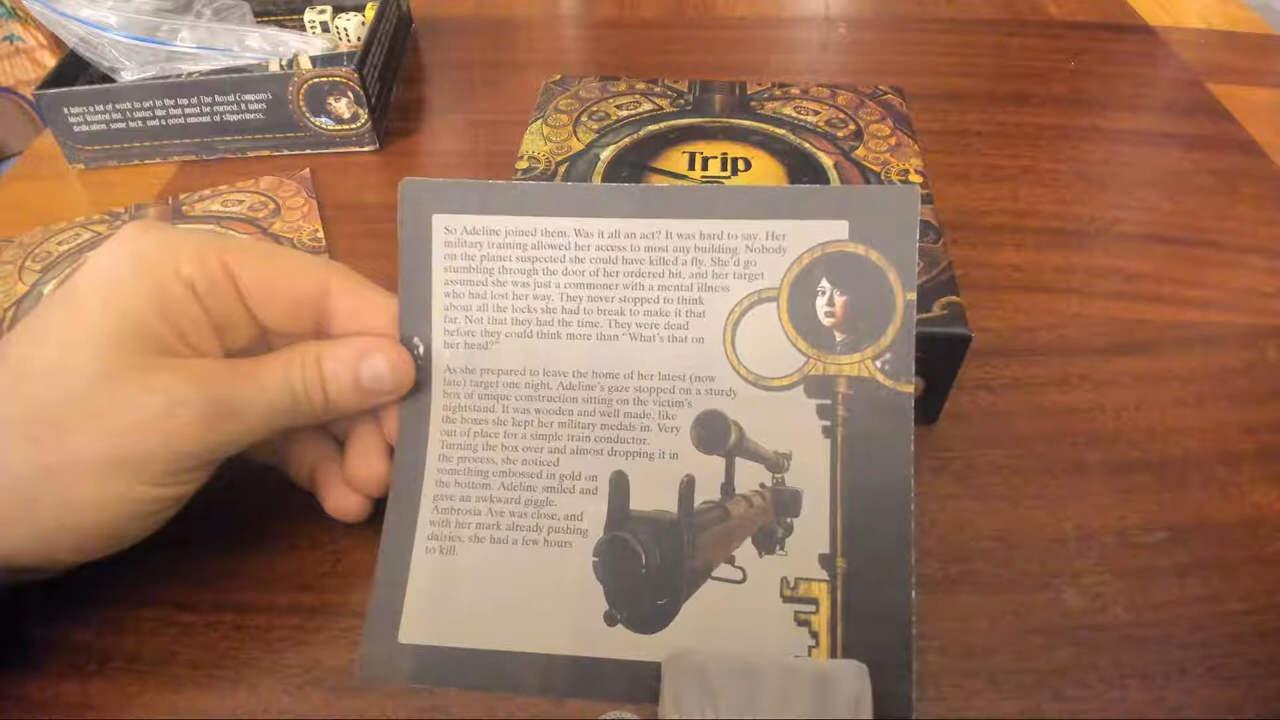 It takes a lot of work to get to the top of The Royal Company's
Most Wanted list. A status like that must be earned. It takes
dedication, some luck, and a good amount of slipperiness.
Trip
So Adeline joined them. Was it all an act? It was hard to say. Her
military training allowed her access to most any building. Nobody
on the planet suspected she could have killed a fly. She'd go
stumbling through the door of her ordered hit, and her target
assumed she was just a commoner with a mental illness
who had lost her way. They never stopped to think
about all the locks she had to break to make it that
far. Not that they had the time. They were dead
before they could think more than "What's that on
her head?"
As she prepared to leave the home of her latest (now
late) target one night, Adeline's gaze stopped on a sturdy
box of unique construction sitting on the victim's
nightstand. It was wooden and well made, like
the boxes she kept her military medals in. Very
out of place for a simple train conductor.
Turning the box over and almost dropping it in
the process, she noticed
something embossed in gold on
the bottom. Adeline smiled and
gave an awkward giggle.
Ambrosia Ave was close, and
with her mark already pushing
daisies, she had a few hours
to kill.